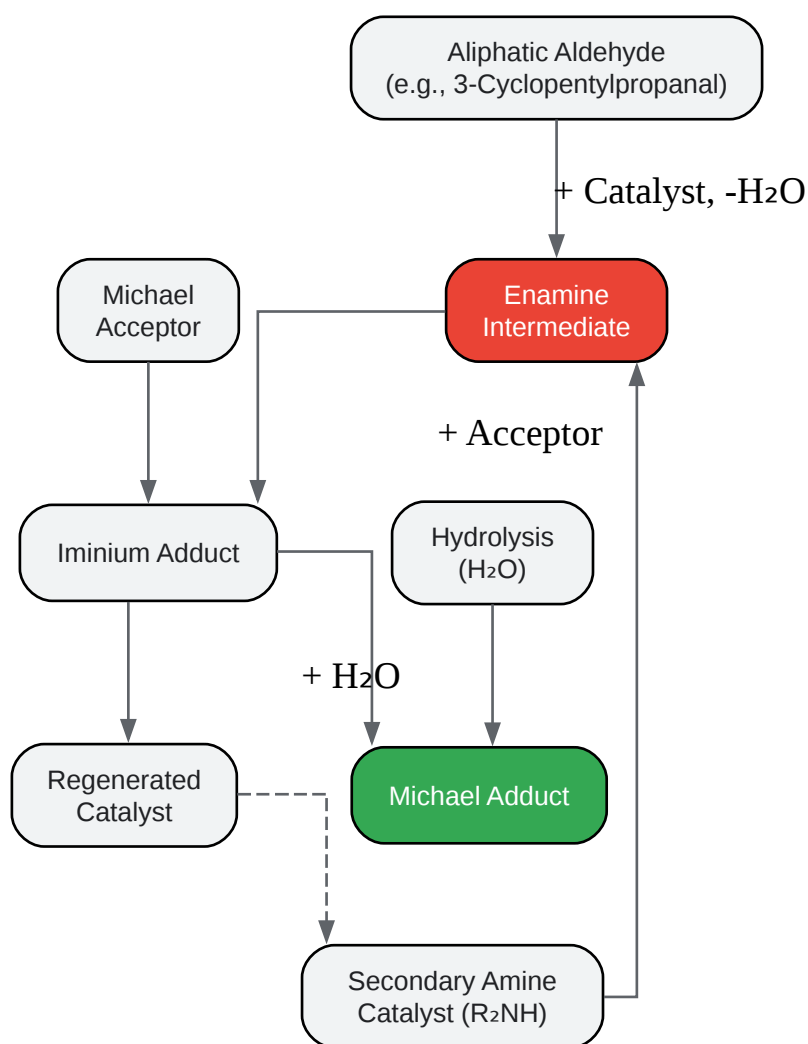 Aliphatic Aldehyde
(e.g., 3-Cyclopentylpropanal)
+ Catalyst, -H₂O
Michael
Acceptor
Enamine
Intermediate
+ Acceptor
Iminium Adduct
Hydrolysis
(H₂O)
+ H₂O
Regenerated
Catalyst
Michael Adduct
Secondary Amine
Catalyst (R₂NH)